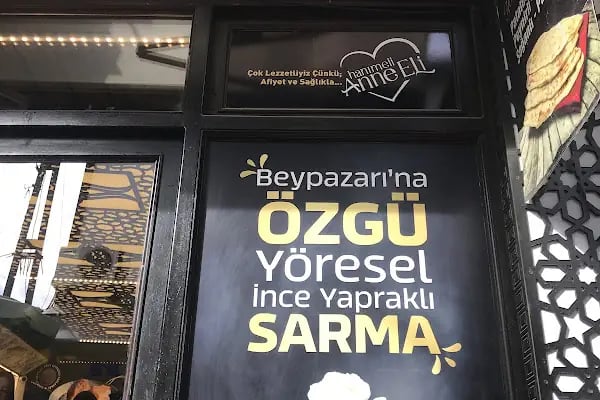 Çok Lezzetliyiz Çünkü;
Afiyet ve Sağlıkla...
hanımeli
Anne Eli
Beypazarı'na
ÖZGÜ
Yöresel
İnce Yapraklı
SARMA